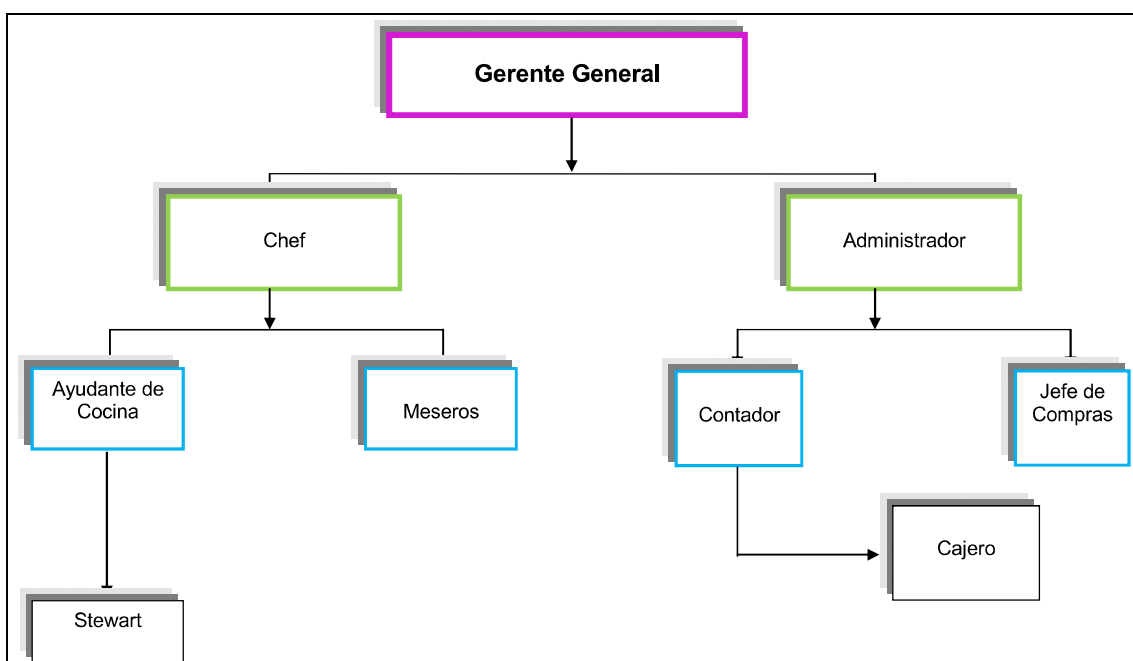 Gerente General
Chef
Administrador
Ayudante de
Cocina
Meseros
Contador
Jefe de
Compras
Cajero
Stewart